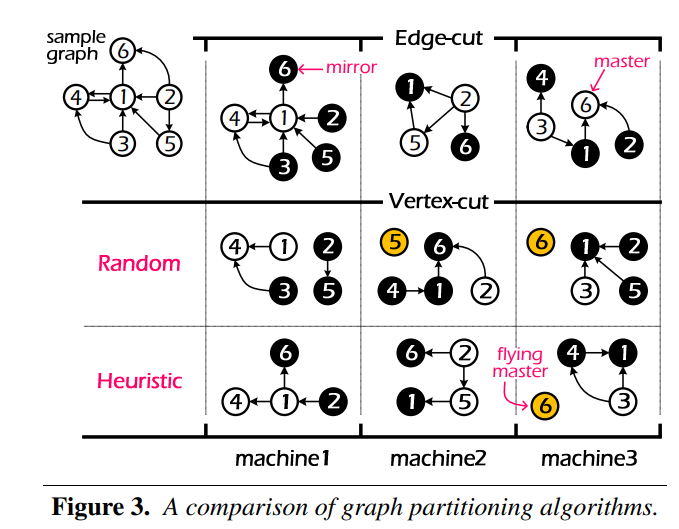 sample
graph
6
4 1 2
3 5
Edge-cut
6 mirror
4 1 2
3 5
1 2
5 6
4 master
6
3 1 2
Vertex-cut
Random
4 1 2
3 5
5 6
4 1 2
6 1 2
3 5
Heuristic
6
4 1 2
6 2
1 5
flying
master
4 1
6 3
machine1 machine2 machine3
Figure 3. A comparison of graph partitioning algorithms.